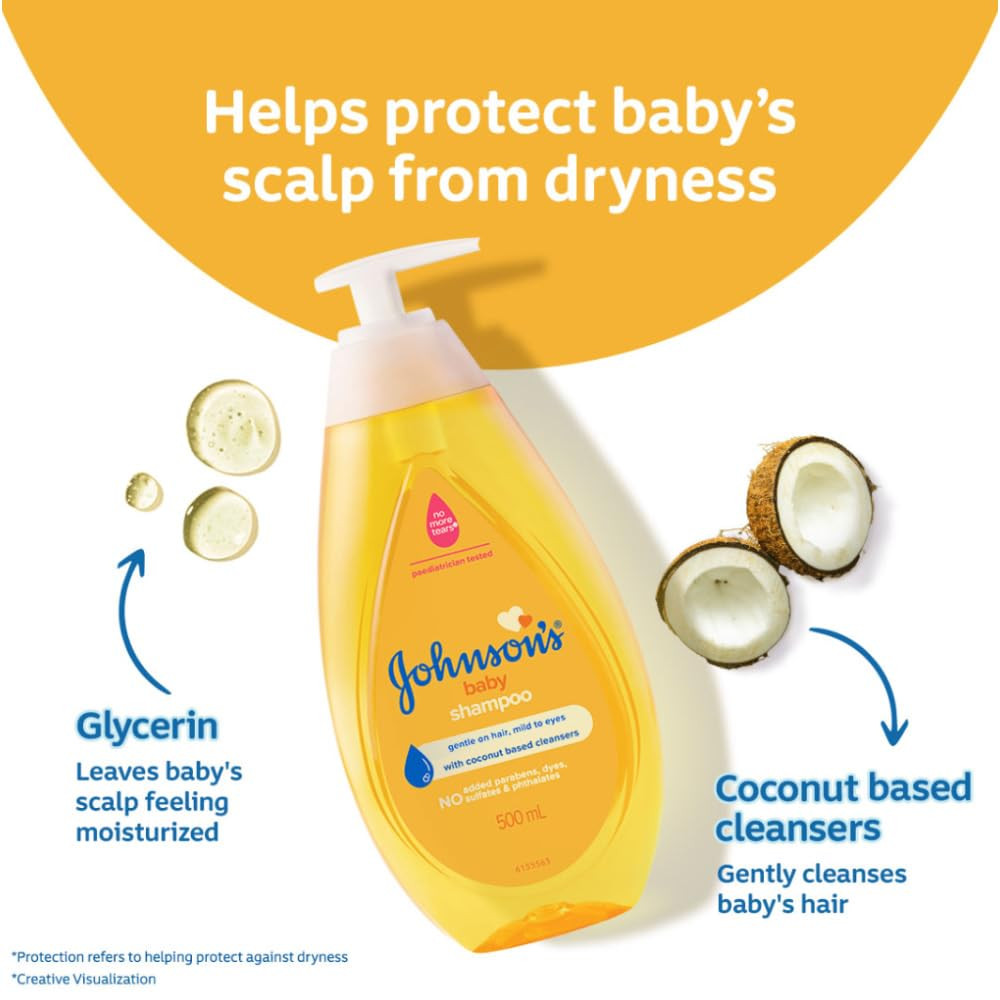 Helps protect baby's
scalp from dryness
no
more
tears®
paediatrician tested
Johnson's®
baby
shampoo
gentle on hair, mild to eyes
with coconut based cleansers
NO added parabens, dyes,
sulfates & phthalates
500 mL
Glycerin
Leaves baby's
scalp feeling
moisturized
Coconut based
cleansers
Gently cleanses
baby's hair
*Protection refers to helping protect against dryness
*Creative Visualization